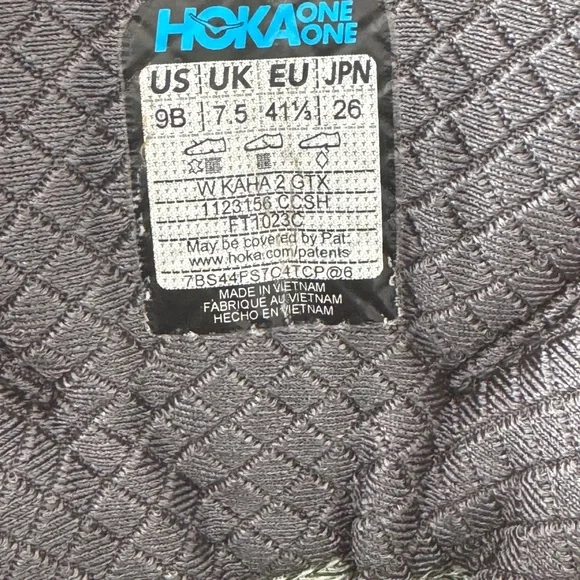 HOKA ONE ONE
US UK EU JPN
9B 7.5 41⅓ 26
W KAHA 2 GTX
1123156 CCSH
FT1023C
May be covered by Pat:
www.hoka.com/patents
7BS44FS7C4TCP@6
MADE IN VIETNAM
FABRIQUE AU VIETNAM
HECHO EN VIETNAM